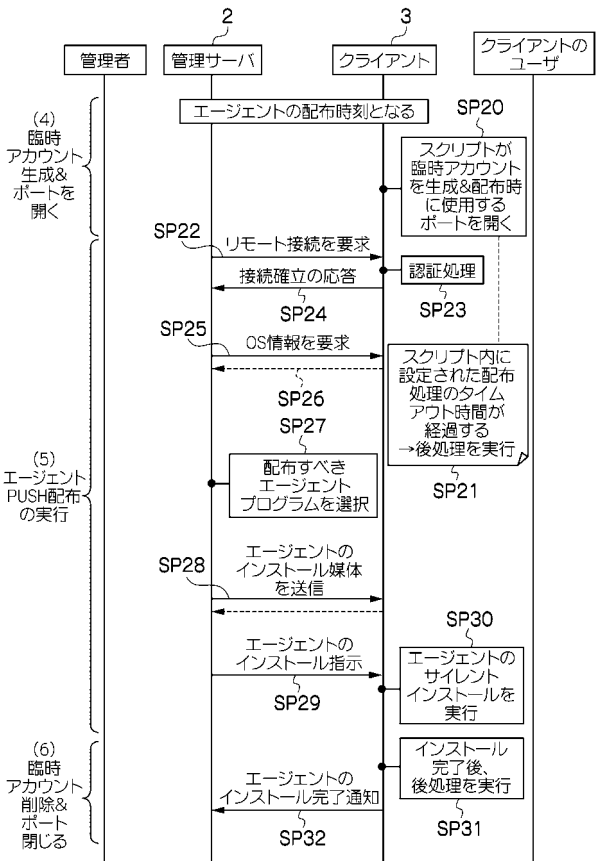 2
3
管理者
管理サーバ
クライアント
クライアントの
ユーザ
エージェントの配布時刻となる
(4)
臨時
アカウント
生成&
ポートを
開く
SP20
スクリプトが
臨時アカウント
を生成&配布時
に使用する
ポートを開く
SP22
リモート接続を要求
認証処理
SP23
接続確立の応答
SP24
SP25
OS情報を要求
SP26
スクリプト内に
設定された配布
処理のタイム
アウト時間が
経過する
→後処理を実行
SP21
SP27
配布すべき
エージェント
プログラムを選択
(5)
エージェント
PUSH配布
の実行
SP28
エージェントの
インストール媒体
を送信
エージェントの
インストール指示
SP29
SP30
エージェントの
サイレント
インストールを
実行
(6)
臨時
アカウント
削除&
ポート
閉じる
インストール
完了後、
後処理を実行
SP31
エージェントの
インストール完了通知
SP32